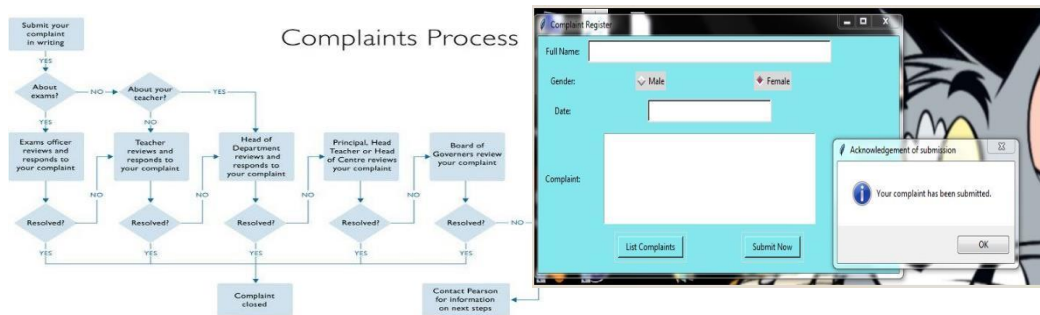 Complaints Process
Submit your
complaint
in writing
YES
About
exams?
NO
About your
teacher?
YES
YES
NO
Exams officer
reviews and
responds to
your complaint
Teacher
reviews and
responds to
your complaint
Head of
Department
reviews and
responds to
your complaint
Principal, Head
Teacher or Head
of Centre reviews
your complaint
Board of
Governors review
your complaint
NO
NO
NO
NO
Resolved?
Resolved?
Resolved?
Resolved?
Resolved?
NO
YES
YES
YES
YES
YES
Complaint
closed
Contact Pearson
for information
on next steps
Complaint Register
Full Name:
Gender:
Male
Female
Date:
Complaint:
List Complaints
Submit Now
Acknowledgement of submission
Your complaint has been submitted.
OK